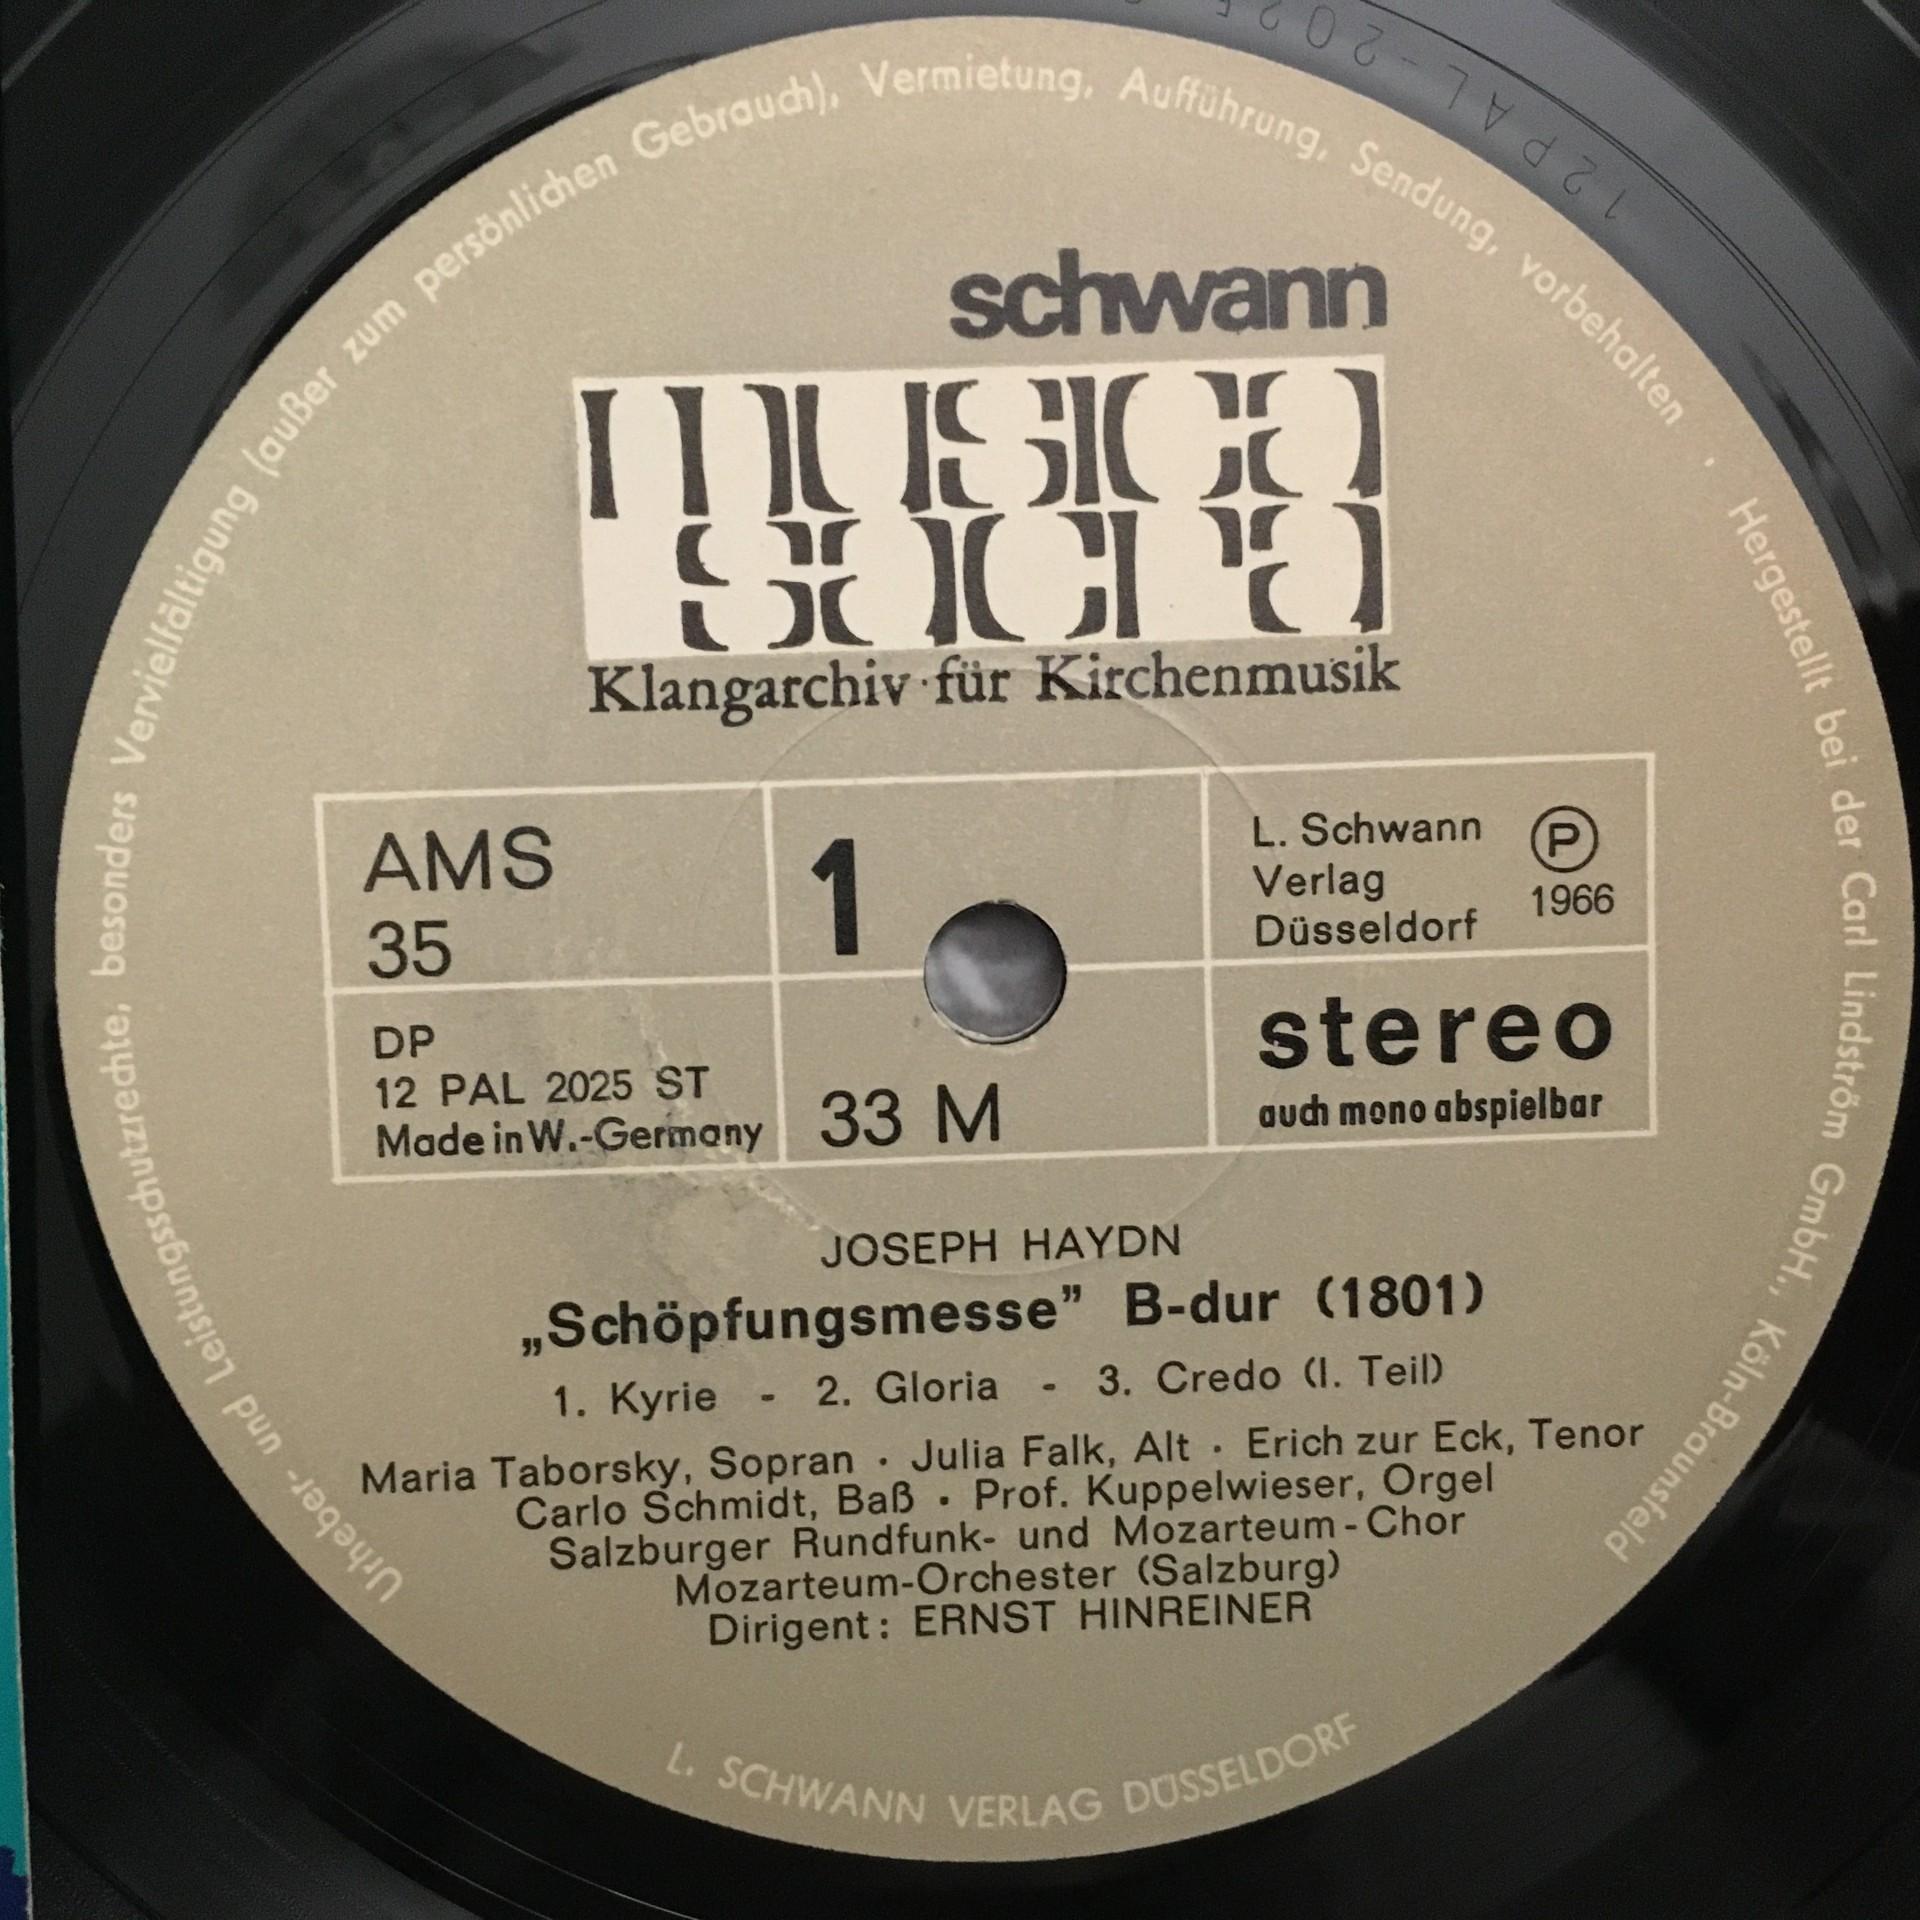 Urheber- und Leistungsschutzrechte, besonders Vervielfältigung (außer zum persönlichen Gebrauch), Vermietung, Aufführung, Sendung, vorbehalten · Hergestellt bei der Carl Lindström GmbH., Köln-Braunsfeld
12PAL-2025
schwann
musica
sacra
Klangarchiv für Kirchenmusik
AMS
35
1
L. Schwann
Verlag
Düsseldorf
Ⓟ
1966
DP
12 PAL 2025 ST
Made in W.-Germany
33 M
stereo
auch mono abspielbar
JOSEPH HAYDN
„Schöpfungsmesse” B-dur (1801)
1. Kyrie - 2. Gloria - 3. Credo (I. Teil)
Maria Taborsky, Sopran · Julia Falk, Alt · Erich zur Eck, Tenor
Carlo Schmidt, Baß · Prof. Kuppelwieser, Orgel
Salzburger Rundfunk- und Mozarteum-Chor
Mozarteum-Orchester (Salzburg)
Dirigent: ERNST HINREINER
L. SCHWANN VERLAG DÜSSELDORF